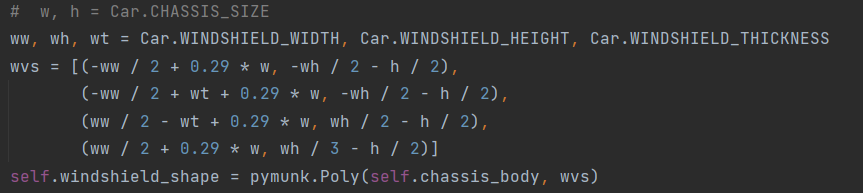 #  w, h = Car.CHASSIS_SIZE
ww, wh, wt = Car.WINDSHIELD_WIDTH, Car.WINDSHIELD_HEIGHT, Car.WINDSHIELD_THICKNESS
wvs = [(-ww / 2 + 0.29 * w, -wh / 2 - h / 2),
       (-ww / 2 + wt + 0.29 * w, -wh / 2 - h / 2),
       (ww / 2 - wt + 0.29 * w, wh / 2 - h / 2),
       (ww / 2 + 0.29 * w, wh / 3 - h / 2)]
self.windshield_shape = pymunk.Poly(self.chassis_body, wvs)